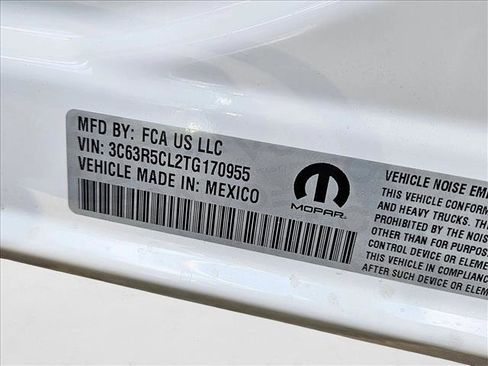 MFD BY: FCA US LLC
VIN: 3C63R5CL2TG170955
VEHICLE MADE IN: MEXICO
MOPAR
VEHICLE NOISE EMI
THIS VEHICLE CONFORM
AND HEAVY TRUCKS. TH
PROHIBITED BY THE NOIS
OTHER THAN FOR PURPOS
CONTROL DEVICE OR ELEM
THIS VEHICLE IN COMPLIANC
AFTER SUCH DEVICE OR ELEME